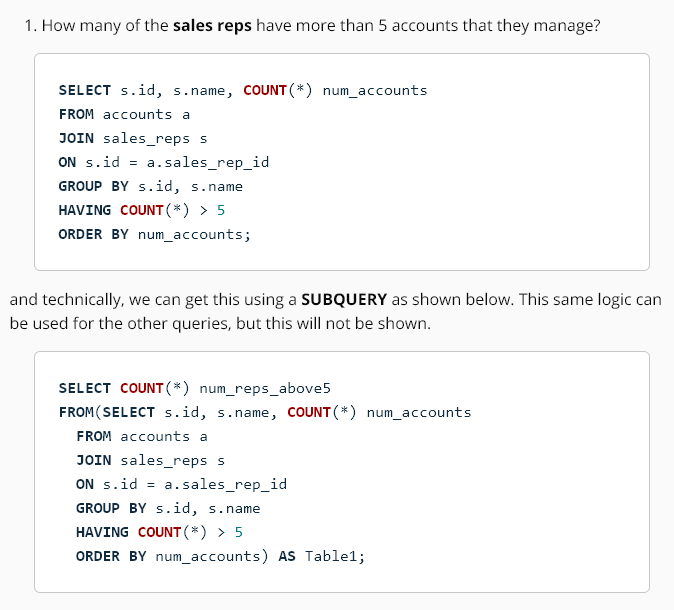 1. How many of the sales reps have more than 5 accounts that they manage?
SELECT s.id, s.name, COUNT(*) num_accounts
FROM accounts a
JOIN sales_reps s
ON s.id = a.sales_rep_id
GROUP BY s.id, s.name
HAVING COUNT(*) > 5
ORDER BY num_accounts;
and technically, we can get this using a SUBQUERY as shown below. This same logic can
be used for the other queries, but this will not be shown.
SELECT COUNT(*) num_reps_above5
FROM(SELECT s.id, s.name, COUNT(*) num_accounts
FROM accounts a
JOIN sales_reps s
ON s.id = a.sales_rep_id
GROUP BY s.id, s.name
HAVING COUNT(*) > 5
ORDER BY num_accounts) AS Table1;